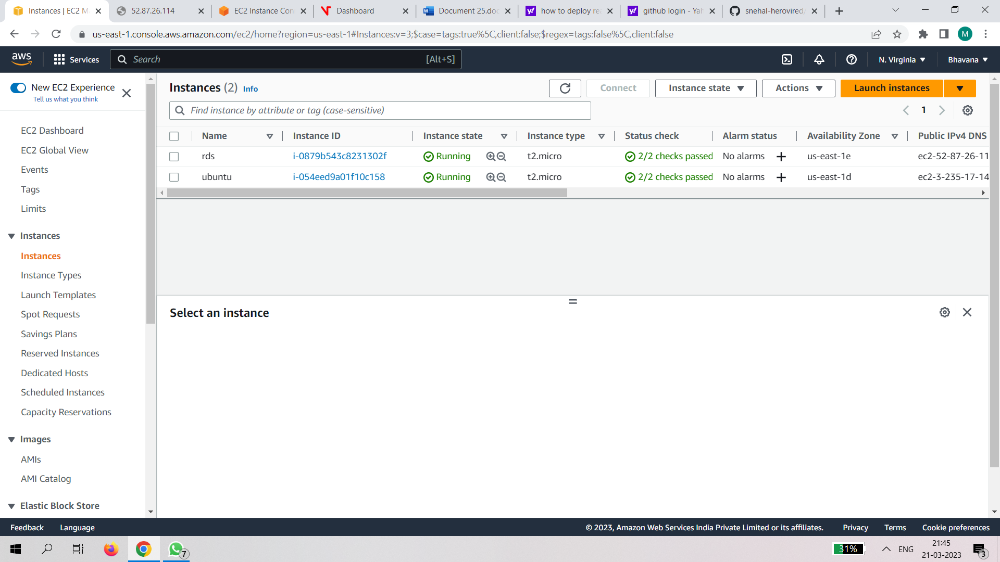 Instances | EC2 M
52.87.26.114
EC2 Instance Con
Dashboard
Document 25.doc
how to deploy re
github login - Yah
snehal-herovired/
us-east-1.console.aws.amazon.com/ec2/home?region=us-east-1#Instances:v=3;$case=tags:true%5C,client:false;$regex=tags:false%5C,client:false
M
aws
Services
Search
[Alt+S]
N. Virginia
Bhavana
New EC2 Experience
Tell us what you think
EC2 Dashboard
EC2 Global View
Events
Tags
Limits
Instances
Instances
Instance Types
Launch Templates
Spot Requests
Savings Plans
Reserved Instances
Dedicated Hosts
Scheduled Instances
Capacity Reservations
Images
AMIs
AMI Catalog
Elastic Block Store
Instances (2) Info
Connect
Instance state
Actions
Launch instances
Find instance by attribute or tag (case-sensitive)
1
Name Instance ID Instance state Instance type Status check Alarm status Availability Zone Public IPv4 DNS
rds i-0879b543c8231302f Running t2.micro 2/2 checks passed No alarms us-east-1e ec2-52-87-26-11
ubuntu i-054eed9a01f10c158 Running t2.micro 2/2 checks passed No alarms us-east-1d ec2-3-235-17-14
Select an instance
Feedback Language
© 2023, Amazon Web Services India Private Limited or its affiliates. Privacy Terms Cookie preferences
7
31%
ENG
21:45
21-03-2023
3